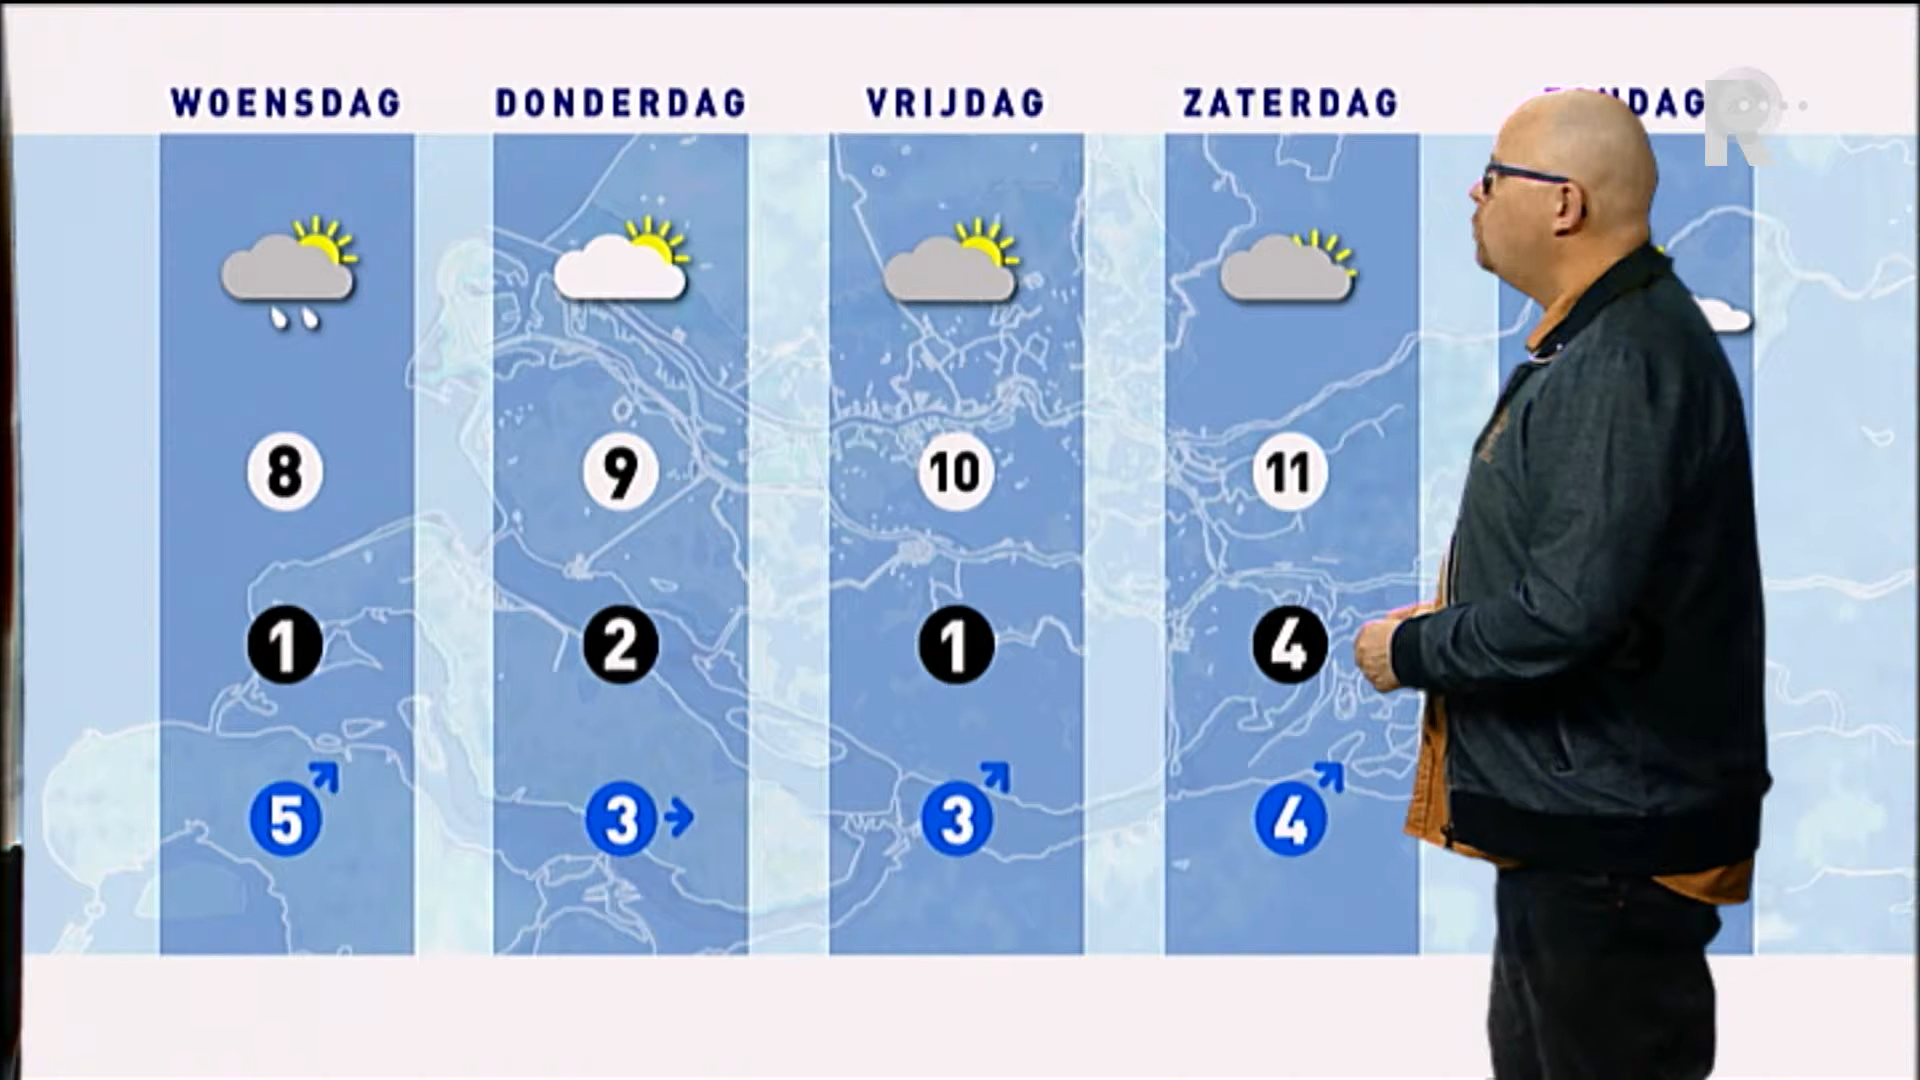 WOENSDAG DONDERDAG VRIJDAG ZATERDAG
R
8 9 10 11
1 2 1 4
5 3 3 4